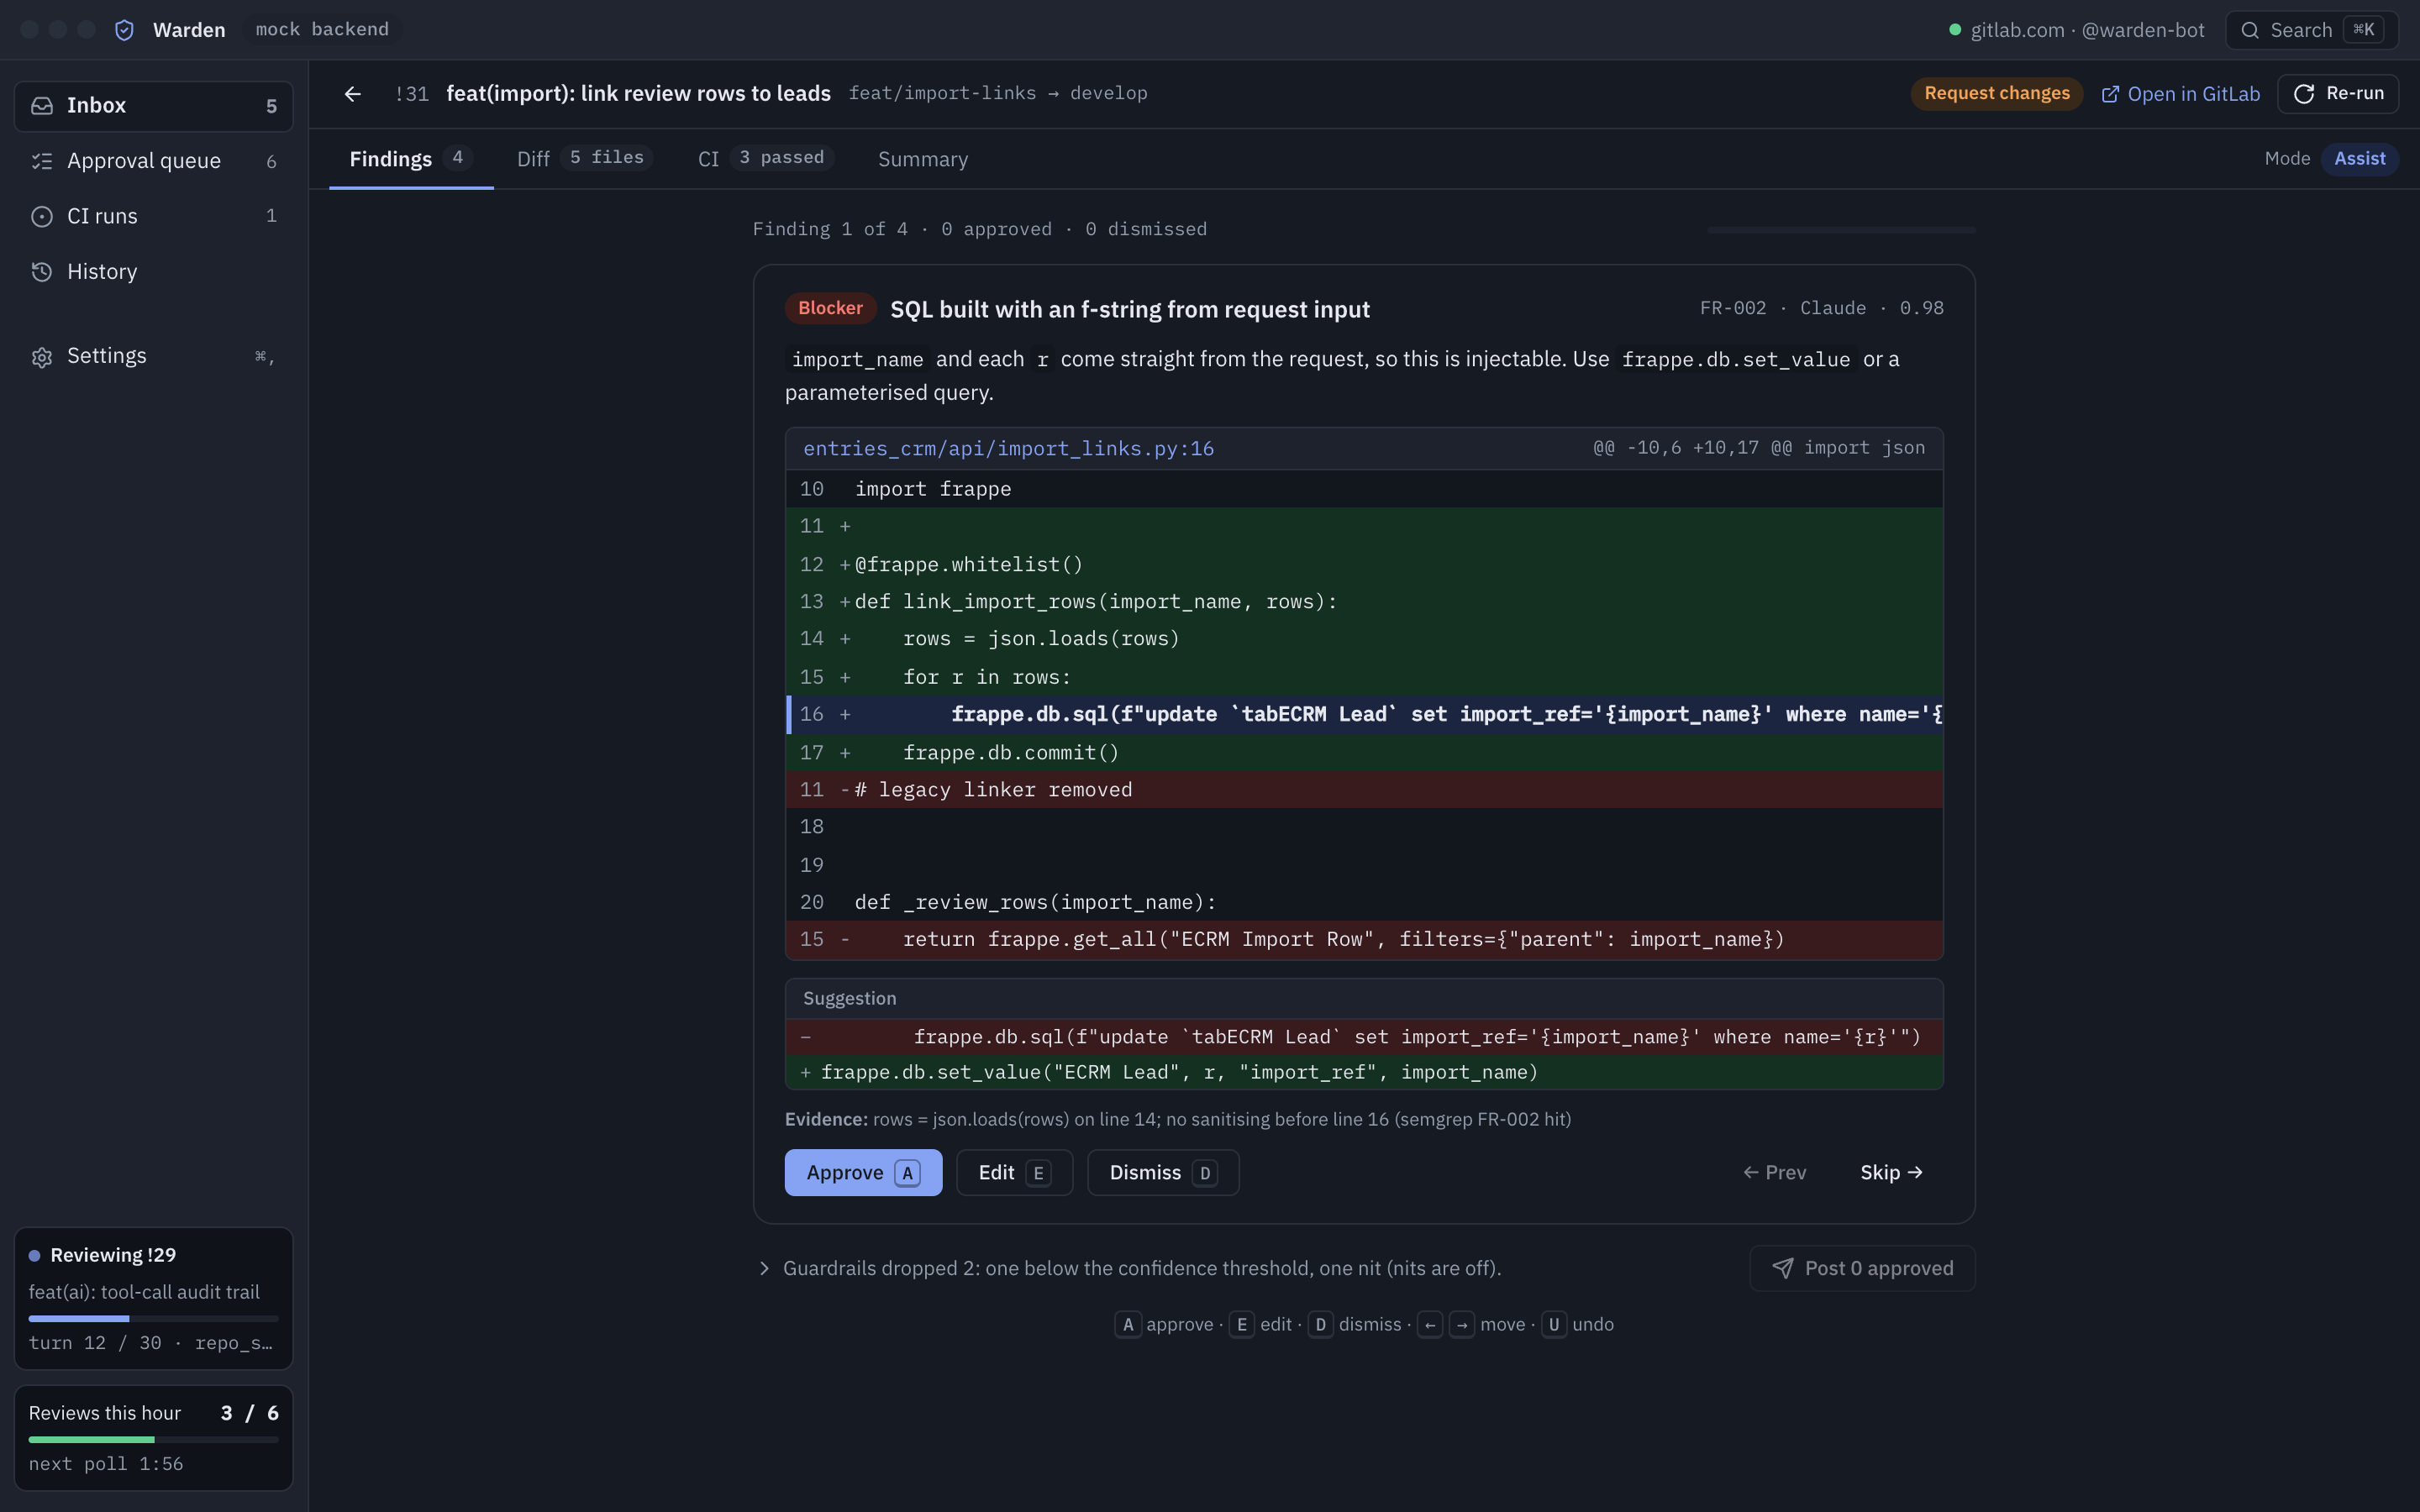 Warden mock backend
gitlab.com · @warden-bot Search ⌘K
Inbox 5
Approval queue 6
CI runs 1
History
Settings ⌘,
!31 feat(import): link review rows to leads feat/import-links → develop
Request changes Open in GitLab Re-run
Findings 4 Diff 5 files CI 3 passed Summary
Mode Assist
Finding 1 of 4 · 0 approved · 0 dismissed
Blocker SQL built with an f-string from request input FR-002 · Claude · 0.98
import_name and each r come straight from the request, so this is injectable. Use frappe.db.set_value or a
parameterised query.
entries_crm/api/import_links.py:16 @@ -10,6 +10,17 @@ import json
10 import frappe
11 +
12 +@frappe.whitelist()
13 +def link_import_rows(import_name, rows):
14 +    rows = json.loads(rows)
15 +    for r in rows:
16 +        frappe.db.sql(f"update `tabECRM Lead` set import_ref='{import_name}' where name='{
17 +    frappe.db.commit()
11 -# legacy linker removed
18
19
20 def _review_rows(import_name):
15 -    return frappe.get_all("ECRM Import Row", filters={"parent": import_name})
Suggestion
−        frappe.db.sql(f"update `tabECRM Lead` set import_ref='{import_name}' where name='{r}'")
+ frappe.db.set_value("ECRM Lead", r, "import_ref", import_name)
Evidence: rows = json.loads(rows) on line 14; no sanitising before line 16 (semgrep FR-002 hit)
Approve A Edit E Dismiss D ← Prev Skip →
Guardrails dropped 2: one below the confidence threshold, one nit (nits are off). Post 0 approved
A approve · E edit · D dismiss · ← → move · U undo
Reviewing !29
feat(ai): tool-call audit trail
turn 12 / 30 · repo_s…
Reviews this hour 3 / 6
next poll 1:56